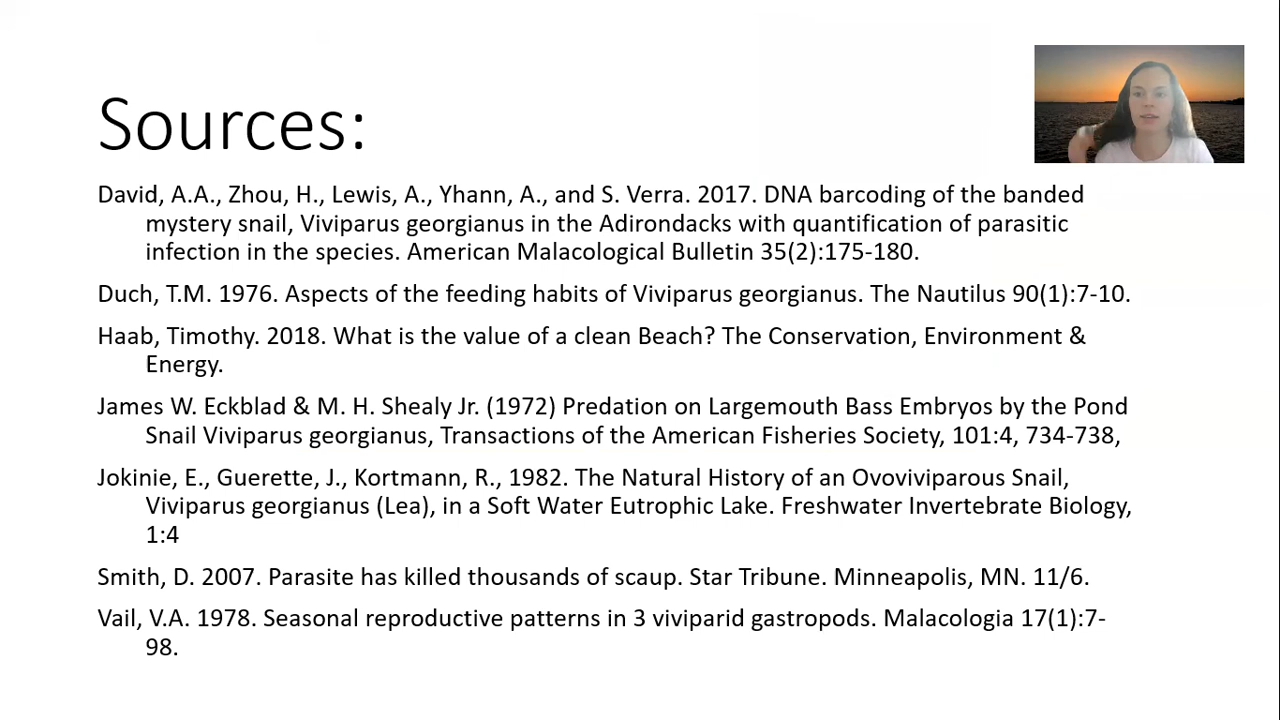 Sources:
David, A.A., Zhou, H., Lewis, A., Yhann, A., and S. Verra. 2017. DNA barcoding of the banded
mystery snail, Viviparus georgianus in the Adirondacks with quantification of parasitic
infection in the species. American Malacological Bulletin 35(2):175-180.
Duch, T.M. 1976. Aspects of the feeding habits of Viviparus georgianus. The Nautilus 90(1):7-10.
Haab, Timothy. 2018. What is the value of a clean Beach? The Conservation, Environment &
Energy.
James W. Eckblad & M. H. Shealy Jr. (1972) Predation on Largemouth Bass Embryos by the Pond
Snail Viviparus georgianus, Transactions of the American Fisheries Society, 101:4, 734-738,
Jokinie, E., Guerette, J., Kortmann, R., 1982. The Natural History of an Ovoviviparous Snail,
Viviparus georgianus (Lea), in a Soft Water Eutrophic Lake. Freshwater Invertebrate Biology,
1:4
Smith, D. 2007. Parasite has killed thousands of scaup. Star Tribune. Minneapolis, MN. 11/6.
Vail, V.A. 1978. Seasonal reproductive patterns in 3 viviparid gastropods. Malacologia 17(1):7-
98.